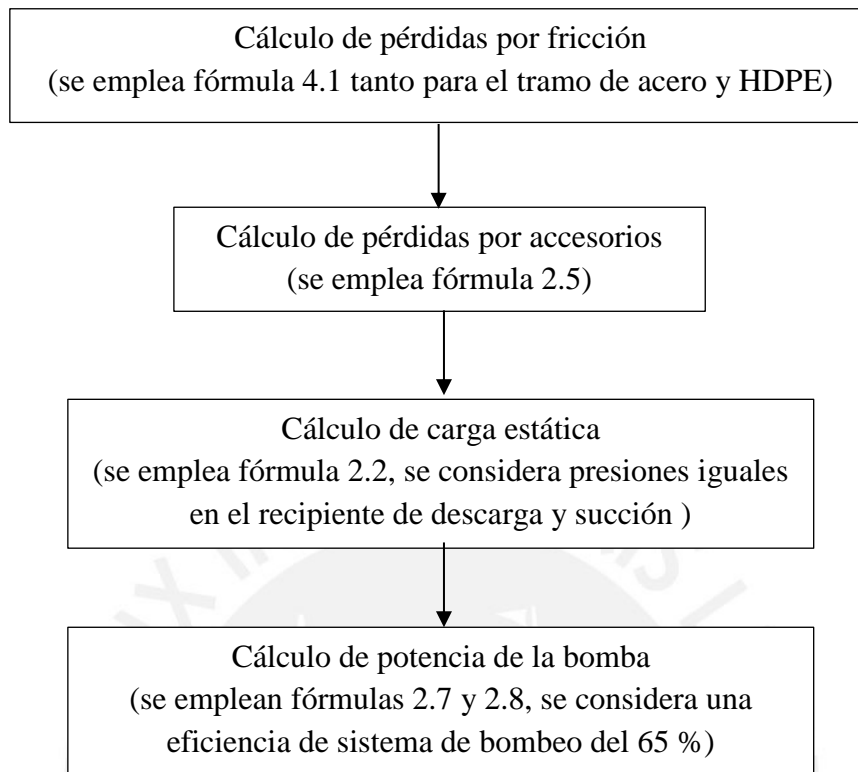 Cálculo de pérdidas por fricción
(se emplea fórmula 4.1 tanto para el tramo de acero y HDPE)
Cálculo de pérdidas por accesorios
(se emplea fórmula 2.5)
Cálculo de carga estática
(se emplea fórmula 2.2, se considera presiones iguales
en el recipiente de descarga y succión )
Cálculo de potencia de la bomba
(se emplean fórmulas 2.7 y 2.8, se considera una
eficiencia de sistema de bombeo del 65 %)